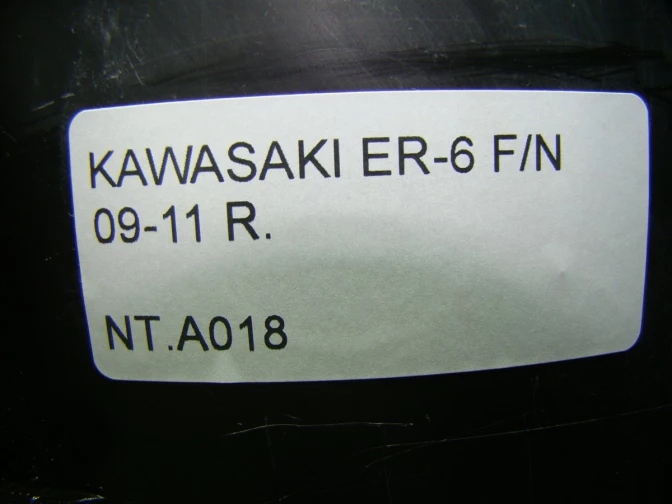 KAWASAKI ER-6 F/N
09-11 R.
NT.A018